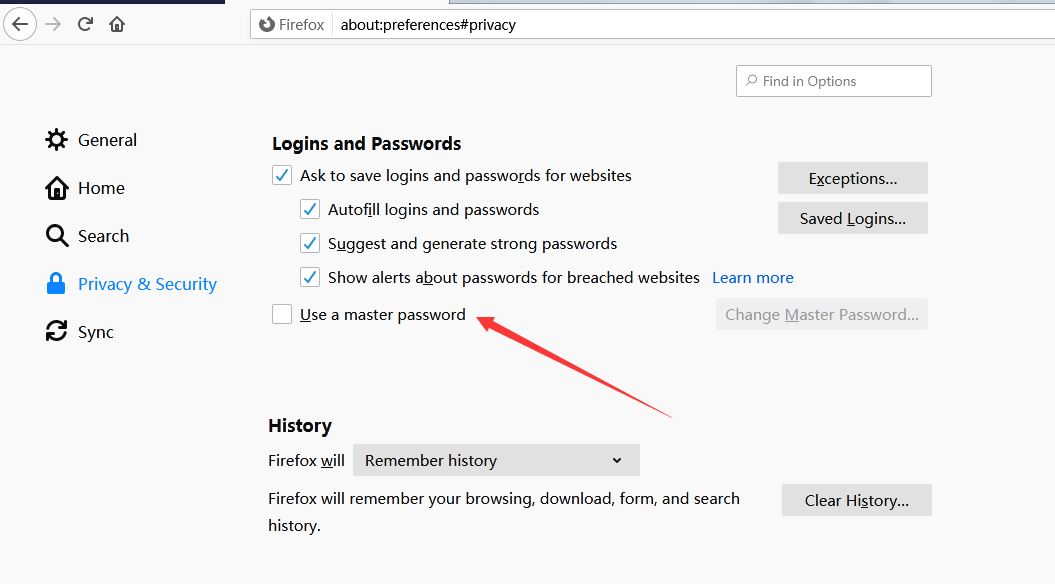 Firefox about:preferences#privacy
Find in Options
General
Home
Search
Privacy & Security
Sync
Logins and Passwords
Ask to save logins and passwords for websites
Exceptions...
Autofill logins and passwords
Saved Logins...
Suggest and generate strong passwords
Show alerts about passwords for breached websites Learn more
Use a master password
Change Master Password...
History
Firefox will Remember history
Firefox will remember your browsing, download, form, and search
history.
Clear History...